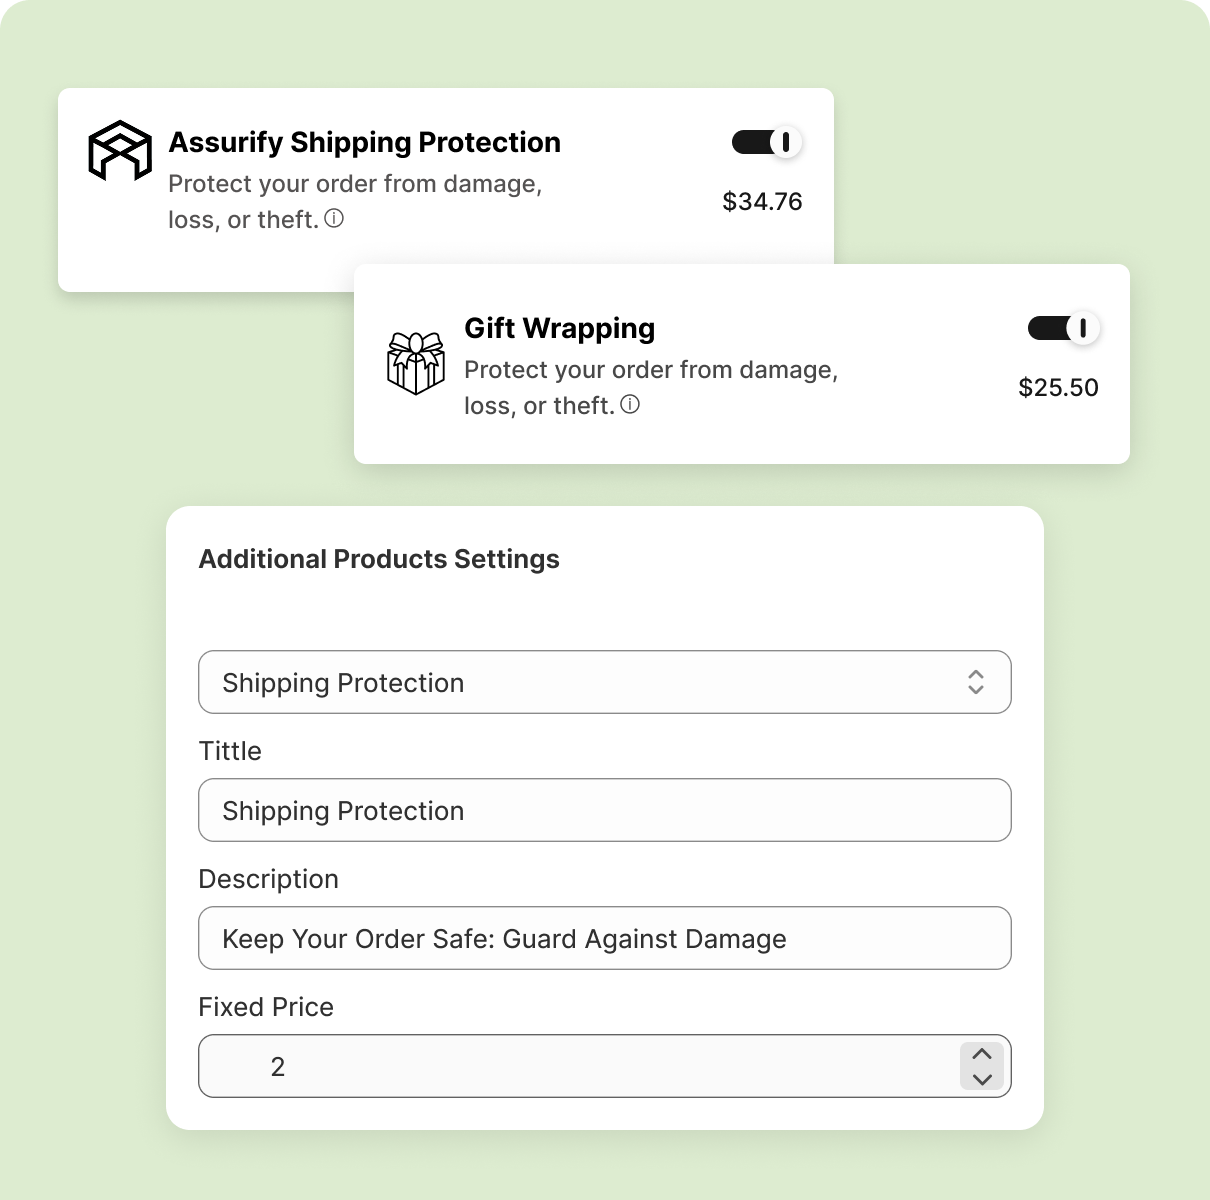 Assurify Shipping Protection
Protect your order from damage,
loss, or theft.
$34.76
Gift Wrapping
Protect your order from damage,
loss, or theft.
$25.50
Additional Products Settings
Shipping Protection
Tittle
Shipping Protection
Description
Keep Your Order Safe: Guard Against Damage
Fixed Price
2